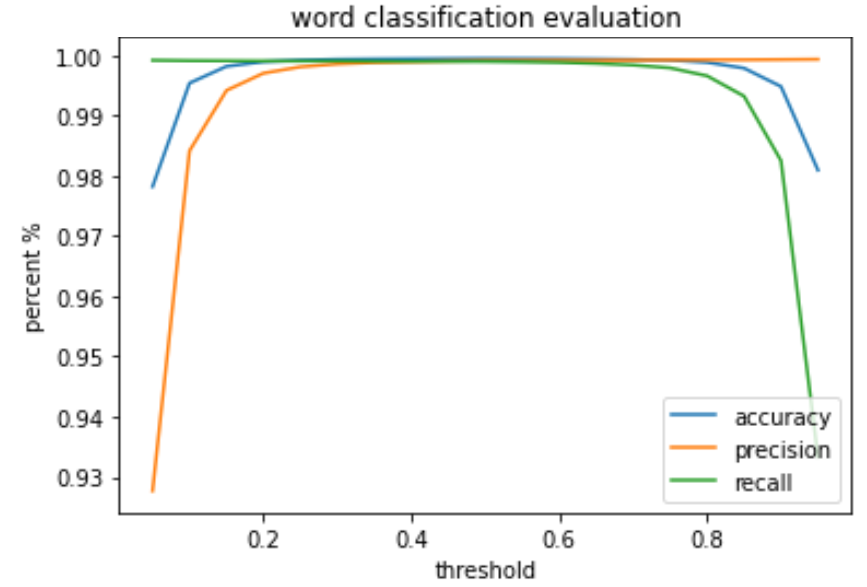 word classification evaluation
percent %
1.00
0.99
0.98
0.97
0.96
0.95
0.94
0.93
accuracy
precision
recall
0.2 0.4 0.6 0.8
threshold